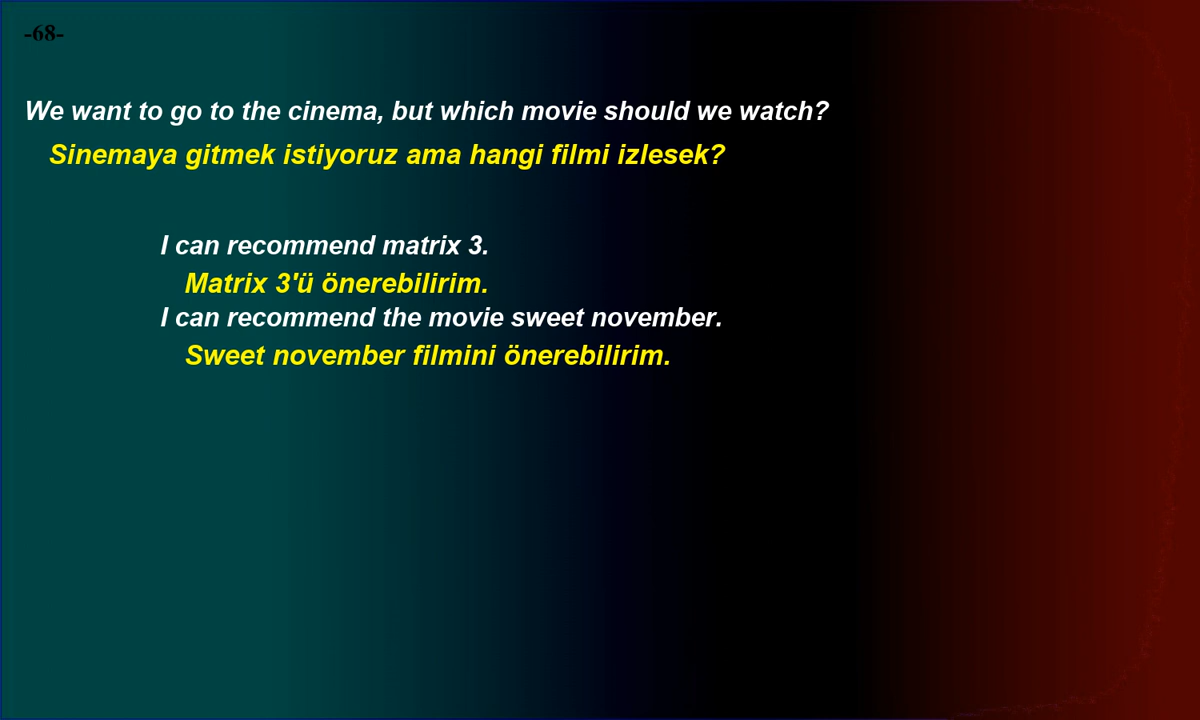 -68-
We want to go to the cinema, but which movie should we watch?
Sinemaya gitmek istiyoruz ama hangi filmi izlesek?
I can recommend matrix 3.
Matrix 3'ü önerebilirim.
I can recommend the movie sweet november.
Sweet november filmini önerebilirim.